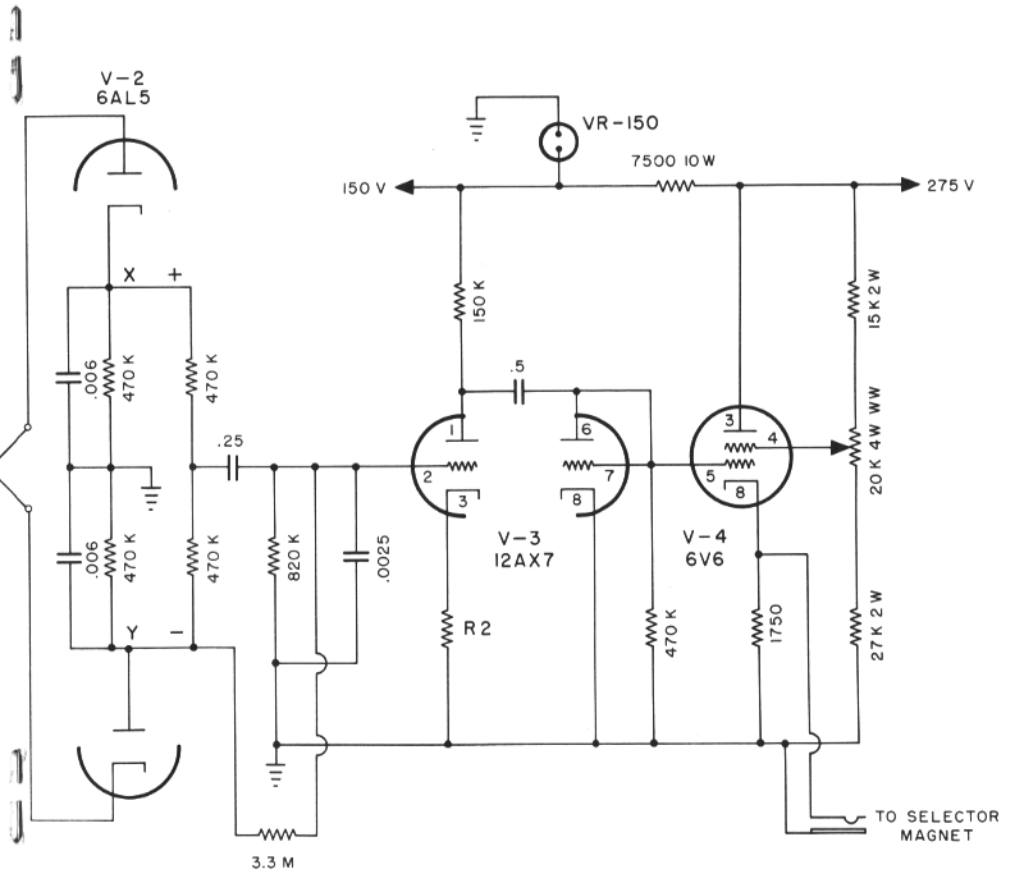 V-2
6AL5
VR-150
7500 10W
150 V
275 V
X
+
150 K
15K 2W
.006
470 K
470 K
.5
.25
1
2
3
6
7
8
3
4
5
8
20K 4W WW
V-3
12AX7
V-4
6V6
.006
470 K
470 K
820 K
.0025
R2
470 K
1750
27K 2W
Y
-
3.3 M
TO SELECTOR
MAGNET